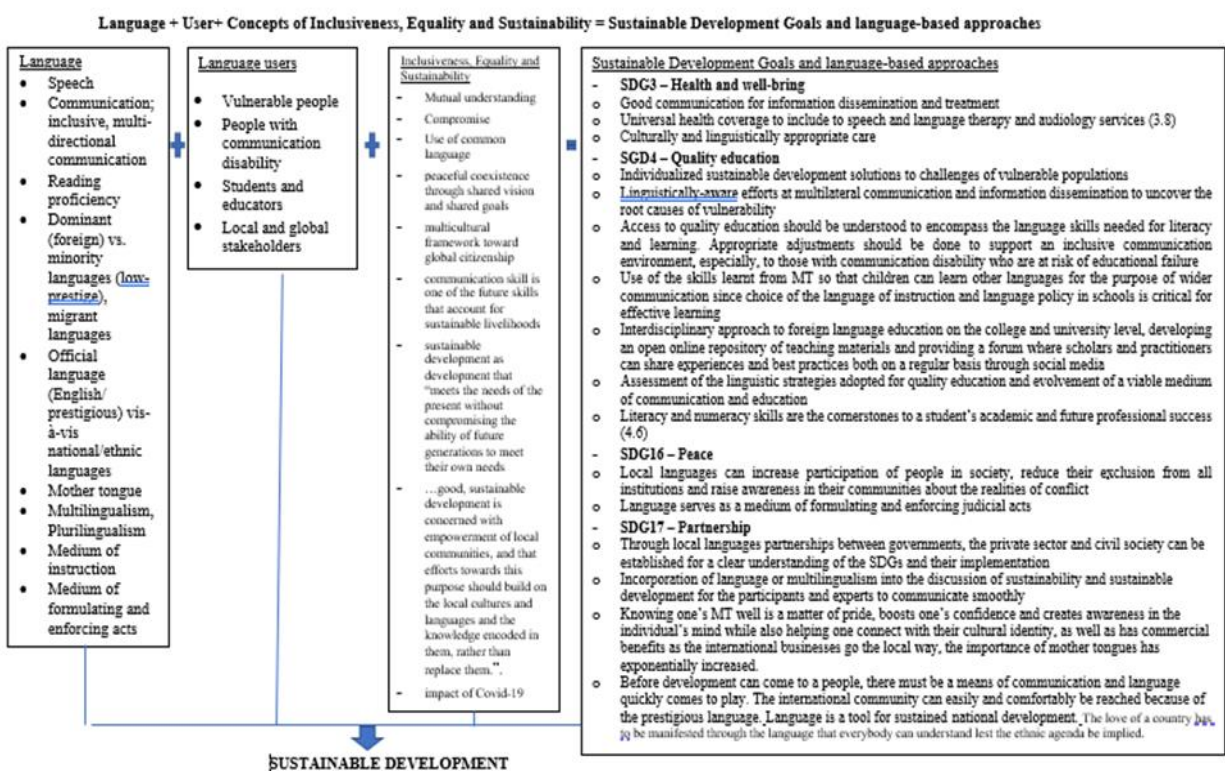 Language + User+ Concepts of Inclusiveness, Equality and Sustainability = Sustainable Development Goals and language-based approaches
Language
• Speech
• Communication;
inclusive, multi-
directional
communication
• Reading
proficiency
• Dominant
(foreign) vs.
minority
languages (low-
prestige),
migrant
languages
• Official
language
(English/
prestigious) vis-
à-vis
national/ethnic
languages
• Mother tongue
• Multilingualism,
Plurilingualism
• Medium of
instruction
• Medium of
formulating and
enforcing acts
Language users
• Vulnerable people
• People with
communication
disability
• Students and
educators
• Local and global
stakeholders
Inclusiveness, Equality and
Sustainability
- Mutual understanding
- Compromise
- Use of common
language
- peaceful coexistence
through shared vision
and shared goals
- multicultural
framework toward
global citizenship
- communication skill is
one of the future skills
that account for
sustainable livelihoods
- sustainable
development as
development that
"meets the needs of the
present without
compromising the
ability of future
generations to meet
their own needs
- …good, sustainable
development is
concerned with
empowerment of local
communities, and that
efforts towards this
purpose should build on
the local cultures and
languages and the
knowledge encoded in
them, rather than
replace them.".
- impact of Covid-19
Sustainable Development Goals and language-based approaches
- SDG3 – Health and well-bring
o Good communication for information dissemination and treatment
o Universal health coverage to include to speech and language therapy and audiology services (3.8)
o Culturally and linguistically appropriate care
- SGD4 – Quality education
o Individualized sustainable development solutions to challenges of vulnerable populations
o Linguistically-aware efforts at multilateral communication and information dissemination to uncover the
root causes of vulnerability
o Access to quality education should be understood to encompass the language skills needed for literacy
and learning. Appropriate adjustments should be done to support an inclusive communication
environment, especially, to those with communication disability who are at risk of educational failure
o Use of the skills learnt from MT so that children can learn other languages for the purpose of wider
communication since choice of the language of instruction and language policy in schools is critical for
effective learning
o Interdisciplinary approach to foreign language education on the college and university level, developing
an open online repository of teaching materials and providing a forum where scholars and practitioners
can share experiences and best practices both on a regular basis through social media
o Assessment of the linguistic strategies adopted for quality education and evolvement of a viable medium
of communication and education
o Literacy and numeracy skills are the cornerstones to a student's academic and future professional success
(4.6)
- SDG16 – Peace
o Local languages can increase participation of people in society, reduce their exclusion from all
institutions and raise awareness in their communities about the realities of conflict
o Language serves as a medium of formulating and enforcing judicial acts
- SDG17 – Partnership
o Through local languages partnerships between governments, the private sector and civil society can be
established for a clear understanding of the SDGs and their implementation
o Incorporation of language or multilingualism into the discussion of sustainability and sustainable
development for the participants and experts to communicate smoothly
o Knowing one's MT well is a matter of pride, boosts one's confidence and creates awareness in the
individual's mind while also helping one connect with their cultural identity, as well as has commercial
benefits as the international businesses go the local way, the importance of mother tongues has
exponentially increased.
o Before development can come to a people, there must be a means of communication and language
quickly comes to play. The international community can easily and comfortably be reached because of
the prestigious language. Language is a tool for sustained national development. The love of a country has
to be manifested through the language that everybody can understand lest the ethnic agenda be implied.
SUSTAINABLE DEVELOPMENT